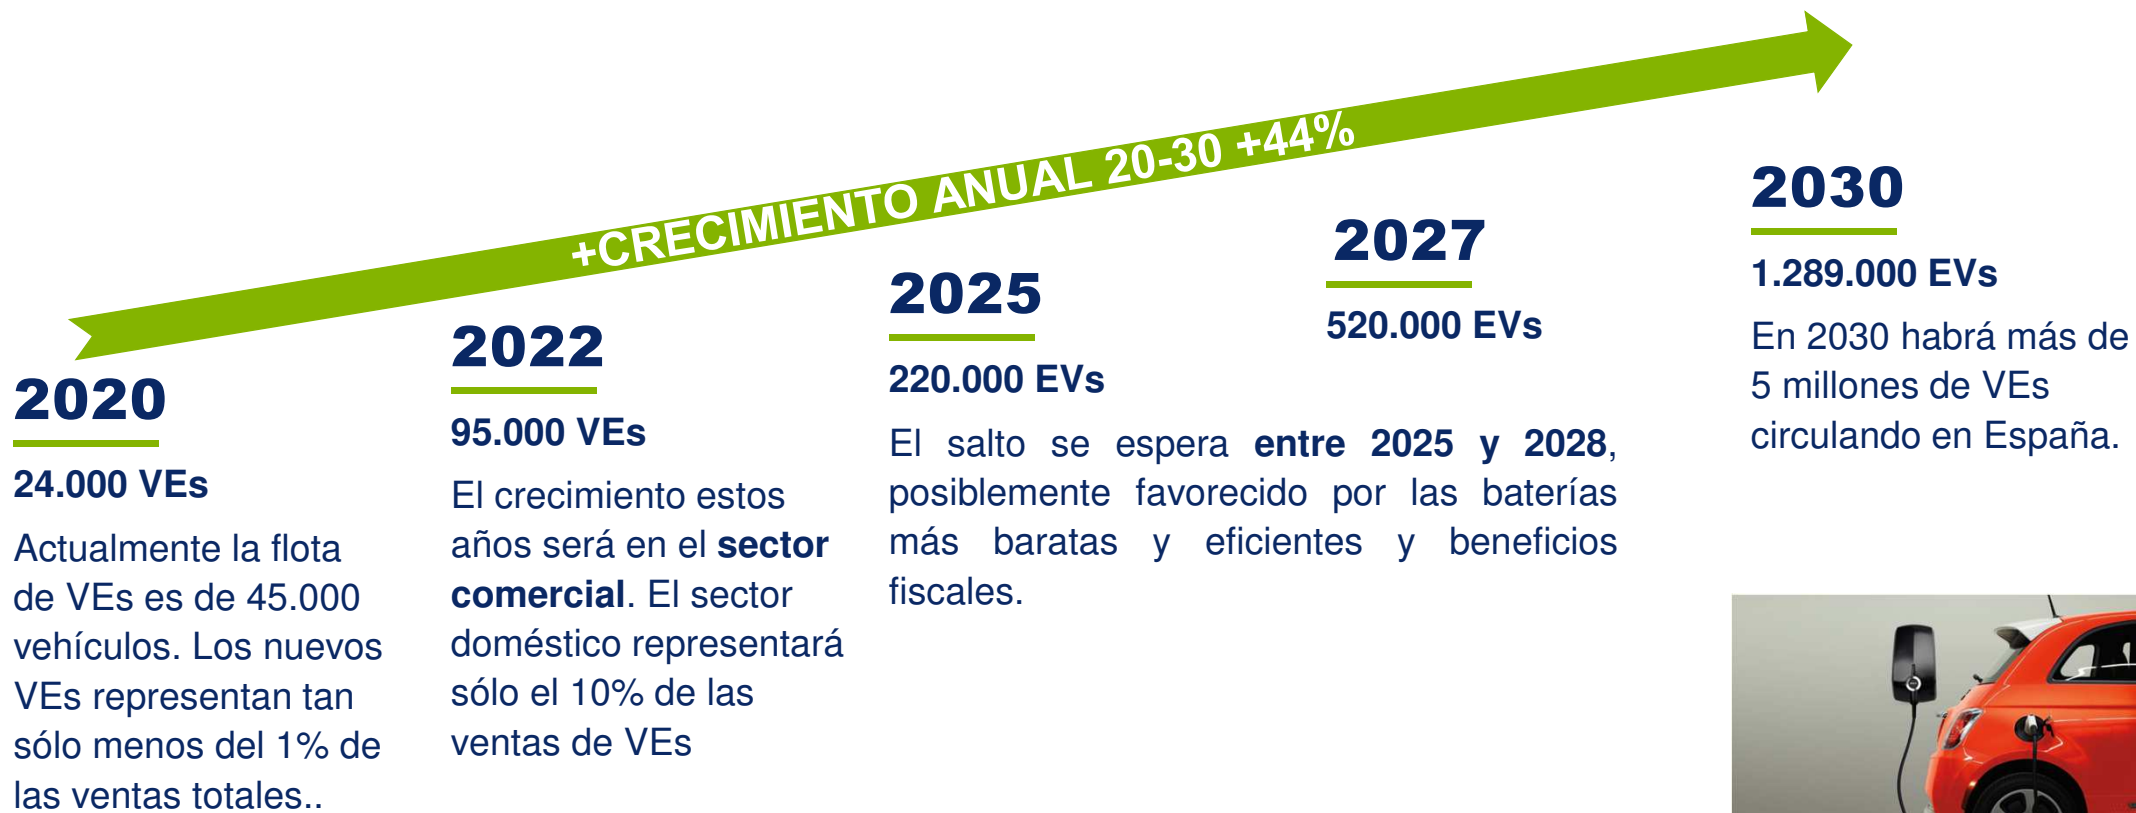 +CRECIMIENTO ANUAL 20-30 +44%
2020
24.000 VEs
Actualmente la flota
de VEs es de 45.000
vehículos. Los nuevos
VEs representan tan
sólo menos del 1% de
las ventas totales..
2022
95.000 VEs
El crecimiento estos
años será en el sector
comercial. El sector
doméstico representará
sólo el 10% de las
ventas de VEs
2025
220.000 EVs
El salto se espera entre 2025 y 2028,
posiblemente favorecido por las baterías
más baratas y eficientes y beneficios
fiscales.
2027
520.000 EVs
2030
1.289.000 EVs
En 2030 habrá más de
5 millones de VEs
circulando en España.